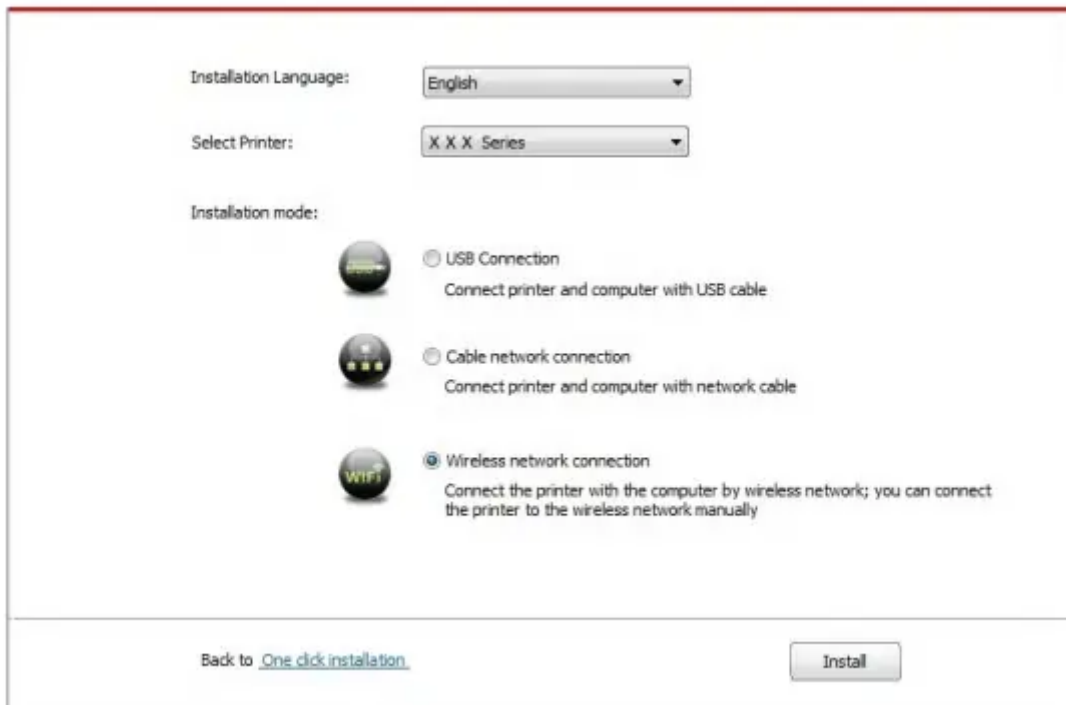 Installation Language:
English
Select Printer:
X X X Series
Installation mode:
USB Connection
Connect printer and computer with USB cable
Cable network connection
Connect printer and computer with network cable
WiFi
Wireless network connection
Connect the printer with the computer by wireless network; you can connect
the printer to the wireless network manually
Back to One click installation
Install